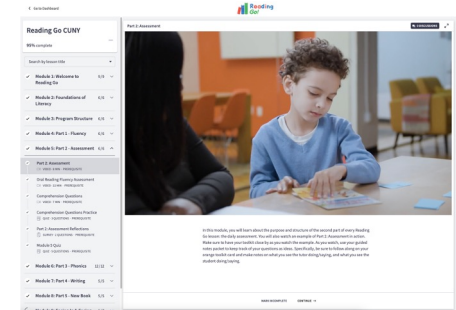 Go to Dashboard
Reading
Go!
Reading Go CUNY
95% complete
Search by lesson title
Module 1: Welcome to
Reading Go
Module 2: Foundations of
Literacy
Module 3: Program Structure
Module 4: Part 1 - Fluency
Module 5: Part 2 - Assessment 6/6
Part 2: Assessment
Oral Reading Fluency Assessment
Comprehension Questions
Comprehension Questions Practice
Part 2: Assessment Reflections
Module 5 Quiz
Module 6: Part 3 - Phonics
Module 7: Part 4 - Writing 5/5
Module 8: Part 5 - New Book 5/5
Part 2: Assessment
In this module, you will learn about the purpose and structure of the second part of every Reading
Go lesson: the daily assessment. You will also watch an example of Part 2: Assessment in action.
Make sure to have your toolkit close by as you watch the example. As you watch, use your guided
notes packet to keep track of your questions or ideas. Specifically, be sure to follow along on your
orange toolkit card and make notes on what you see the tutor doing/saying, and what you see the
student doing/saying.
MARK INCOMPLETE
CONTINUE →